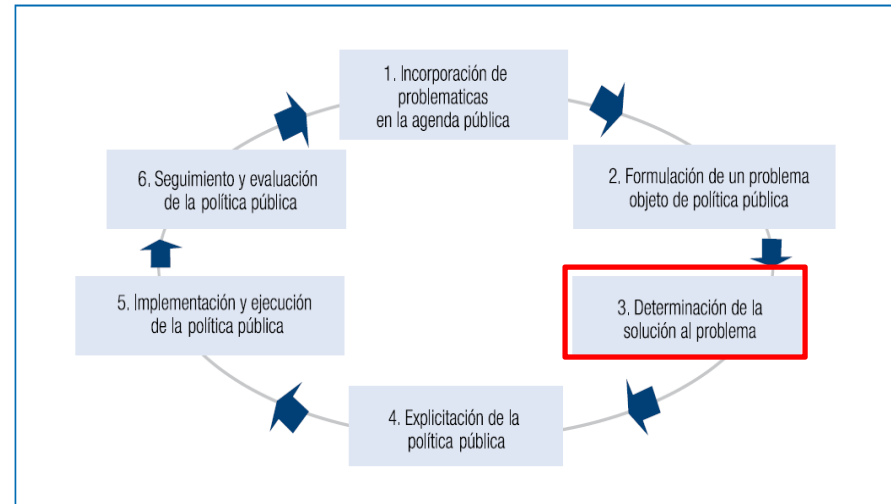 1. Incorporación de
problematicas
en la agenda pública
2. Formulación de un problema
objeto de política pública
3. Determinación de la
solución al problema
4. Explicitación de la
política pública
5. Implementación y ejecución
de la política pública
6. Seguimiento y evaluación
de la política pública